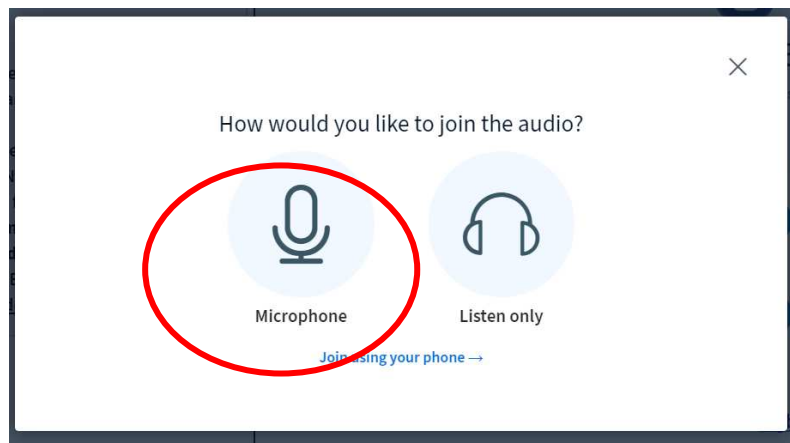 How would you like to join the audio?
Microphone
Listen only
Join using your phone →